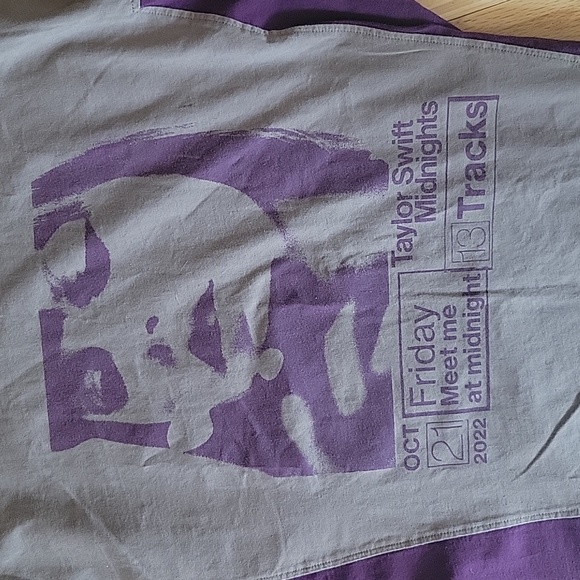 OCT
21
2022
Friday
Meet me
at midnight
Taylor Swift
Midnights
13 Tracks